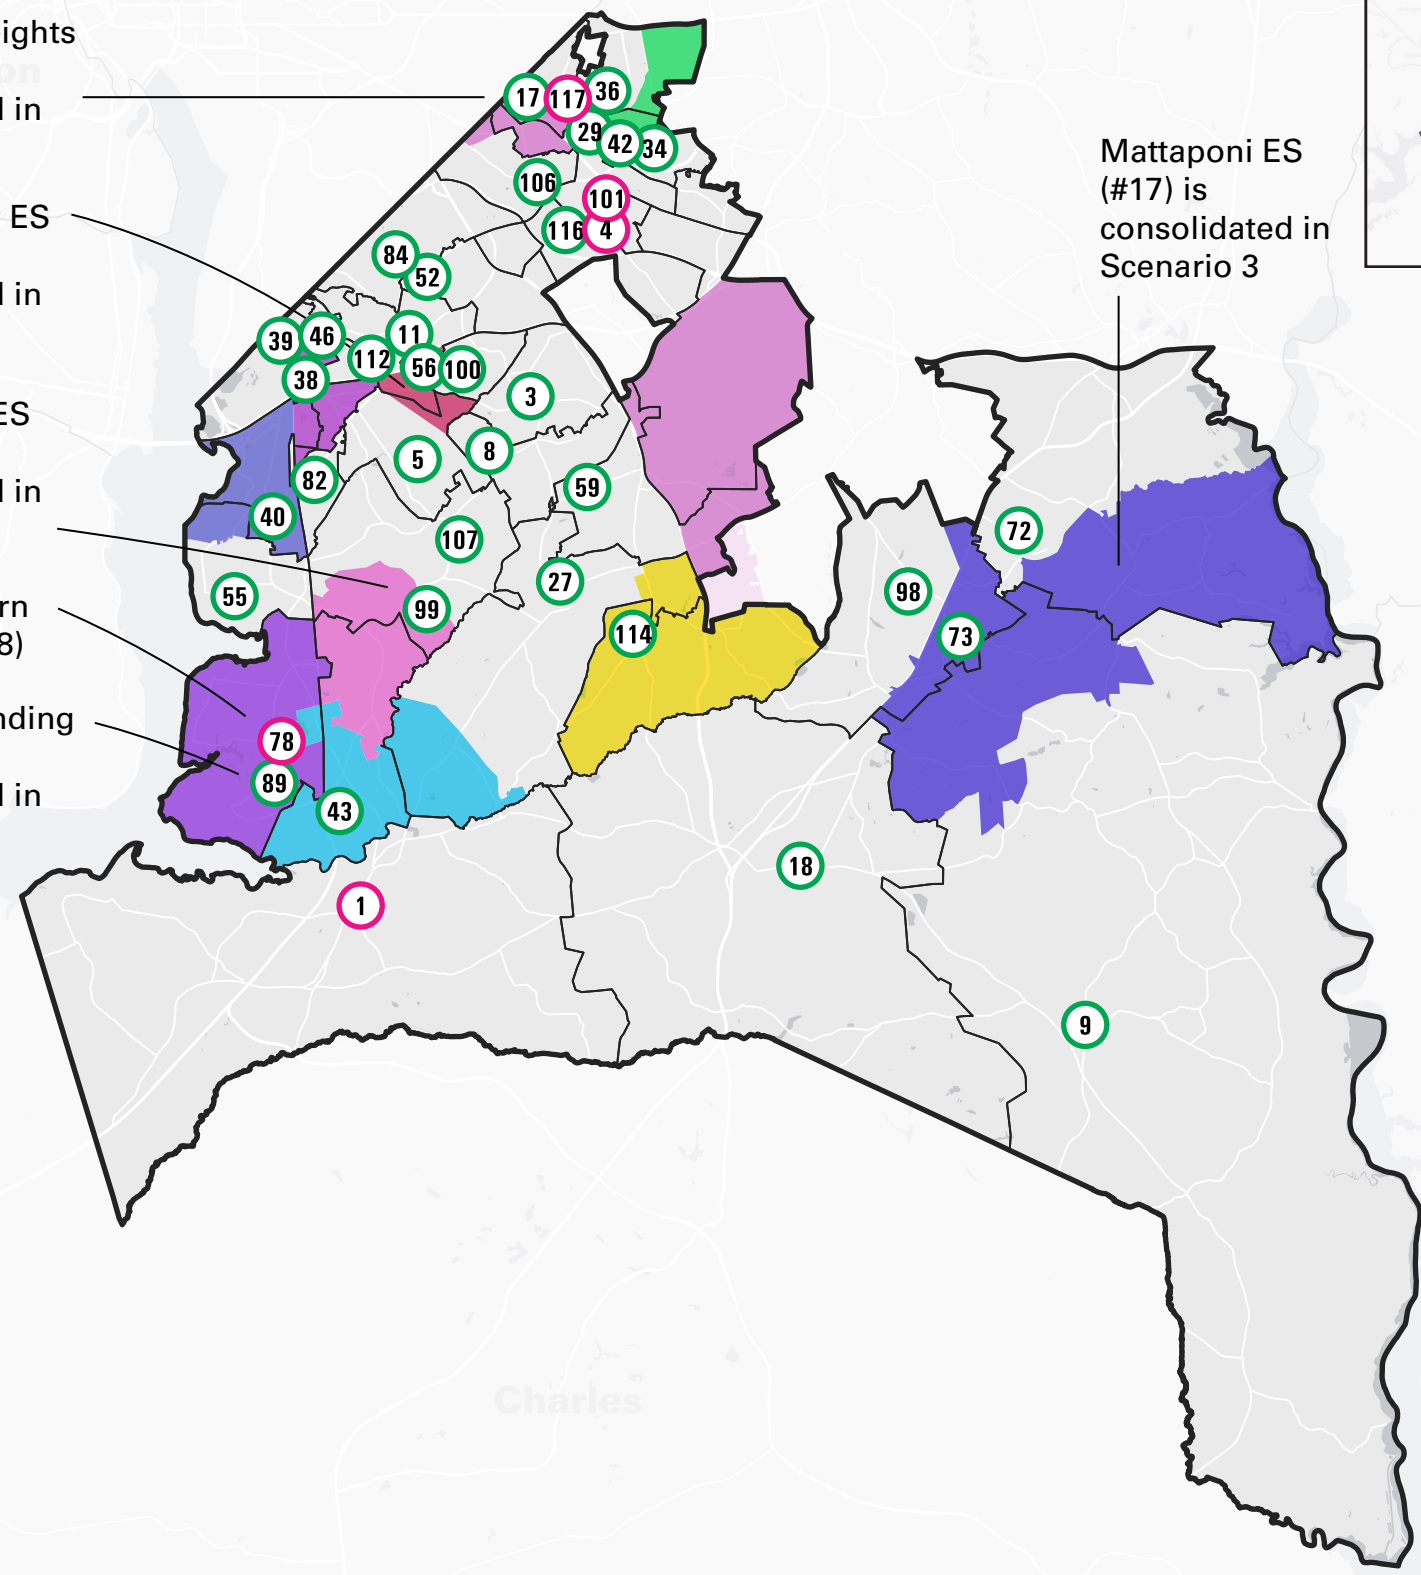 ights
on
l in
ES
l in
ES
l in
rn
8)
nding
l in
Mattaponi ES
(#17) is
consolidated in
Scenario 3
17
117
36
29
42
34
106
101
116
4
84
52
39
46
11
112
56
100
38
3
8
5
82
59
40
107
72
27
98
55
99
114
73
78
89
43
18
1
9
Charles